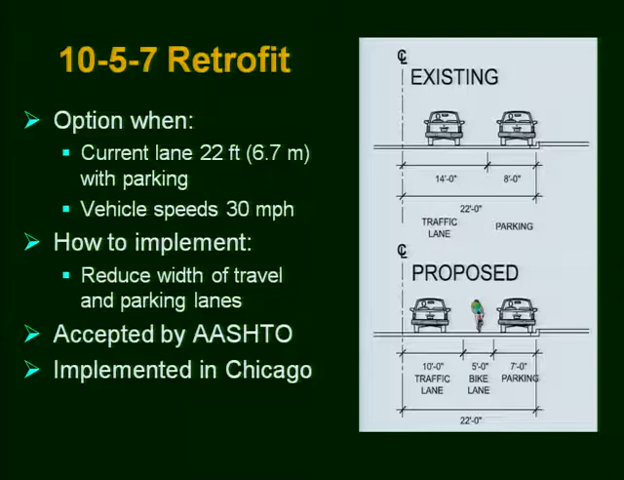 10-5-7 Retrofit
Option when:
Current lane 22 ft (6.7 m)
with parking
Vehicle speeds 30 mph
How to implement:
Reduce width of travel
and parking lanes
Accepted by AASHTO
Implemented in Chicago
℄
EXISTING
14'-0" 8'-0"
22'-0"
TRAFFIC
LANE
PARKING
℄
PROPOSED
10'-0" 5'-0" 7'-0"
TRAFFIC BIKE PARKING
LANE LANE
22'-0"